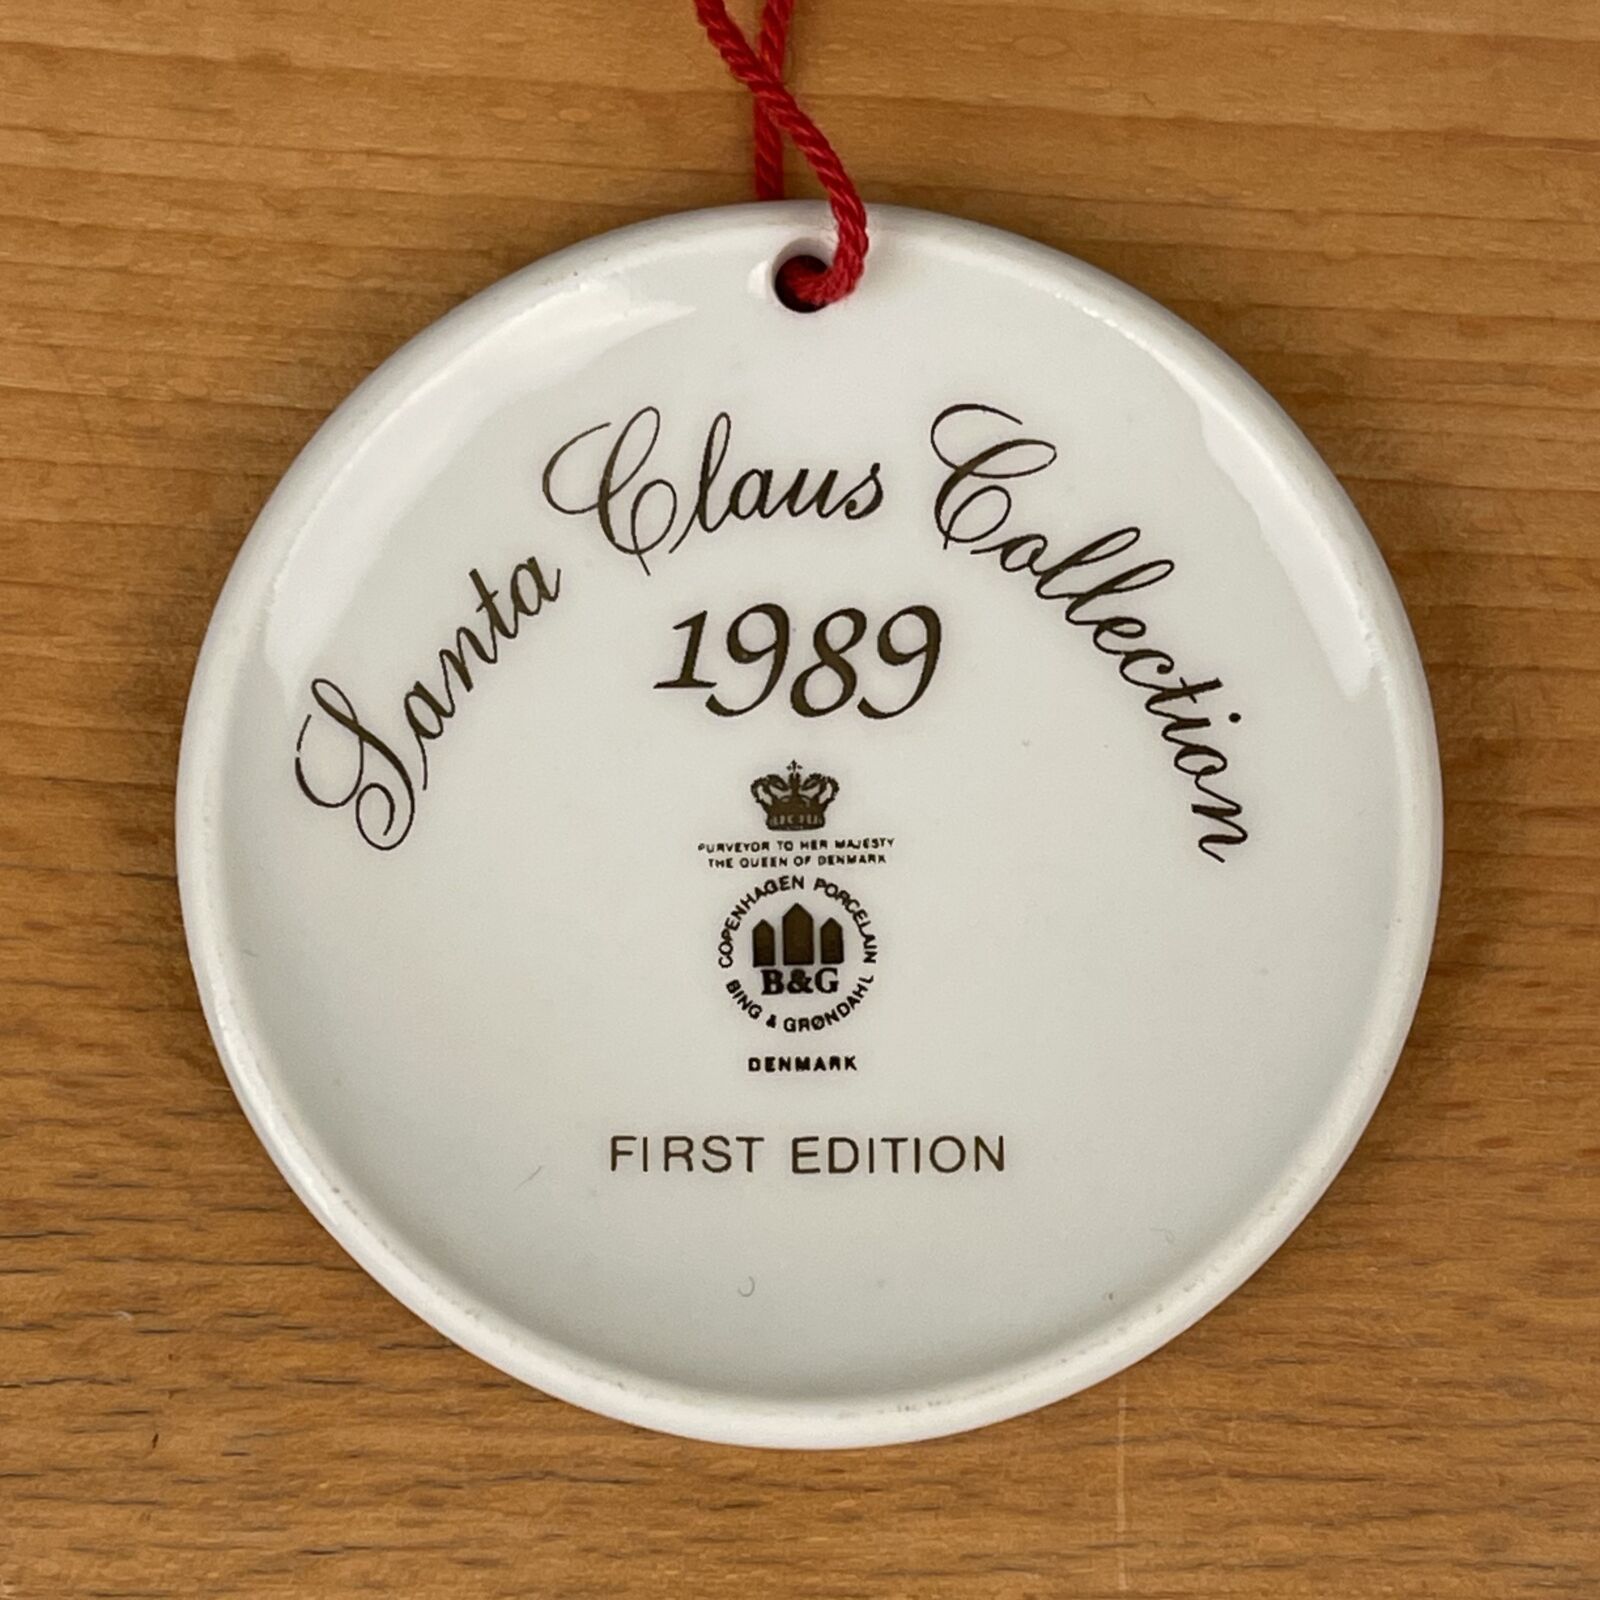 Santa Claus Collection
1989
PURVEYOR TO HER MAJESTY
THE QUEEN OF DENMARK
COPENHAGEN PORCELAIN
B&G
BING & GRØNDAHL
DENMARK
FIRST EDITION